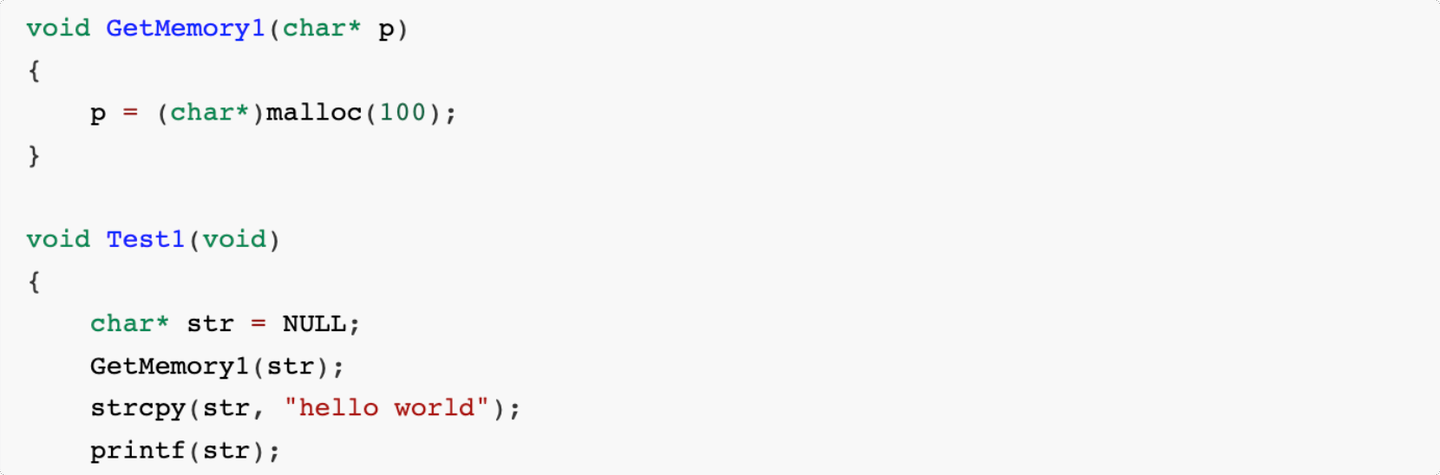 void GetMemory1(char* p)
{
    p = (char*)malloc(100);
}

void Test1(void)
{
    char* str = NULL;
    GetMemory1(str);
    strcpy(str, "hello world");
    printf(str);